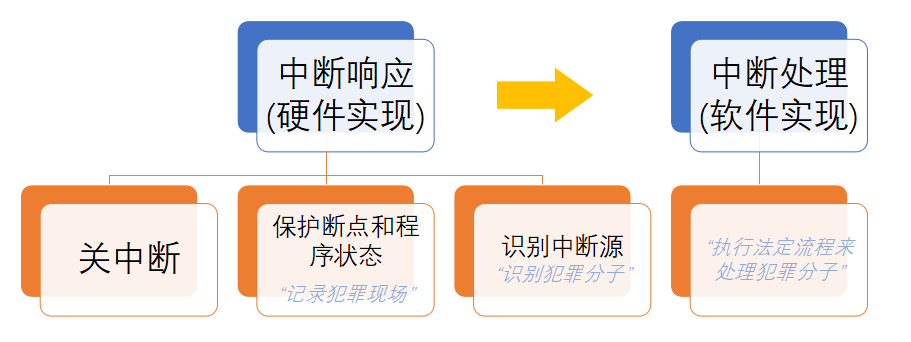 中断响应
(硬件实现)
中断处理
(软件实现)
关中断
保护断点和程
序状态
“记录犯罪现场”
识别中断源
“识别犯罪分子”
“执行法定流程来
处理犯罪分子”